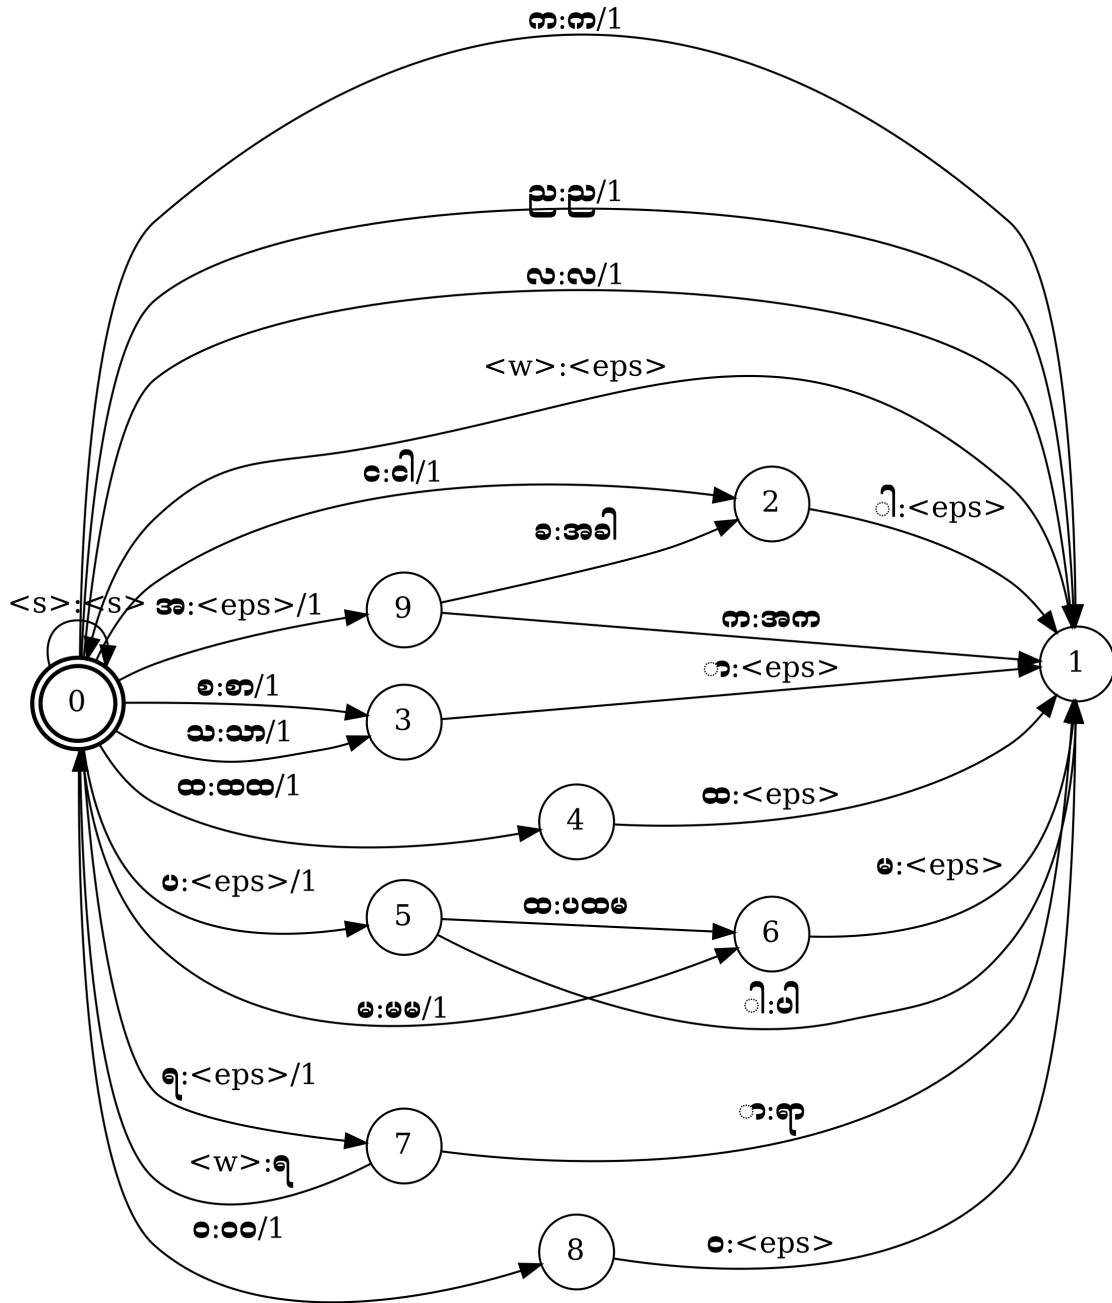 က:က/1
ည:ည/1
လ:လ/1
<w>:<eps>
င:ငါ/1
2
ါ:<eps>
ခ:အခါ
<s>:<s>
အ:<eps>/1
9
က:အက
ာ:<eps>
1
0
စ:စာ/1
3
သ:သာ/1
ထ:ထထ/1
4
ထ:<eps>
ပ:<eps>/1
5
ထ:ပထမ
6
မ:<eps>
မ:မမ/1
ါ:ပါ
ရ:<eps>/1
7
ာ:ရာ
<w>:ရ
ဝ:ဝဝ/1
8
ဝ:<eps>